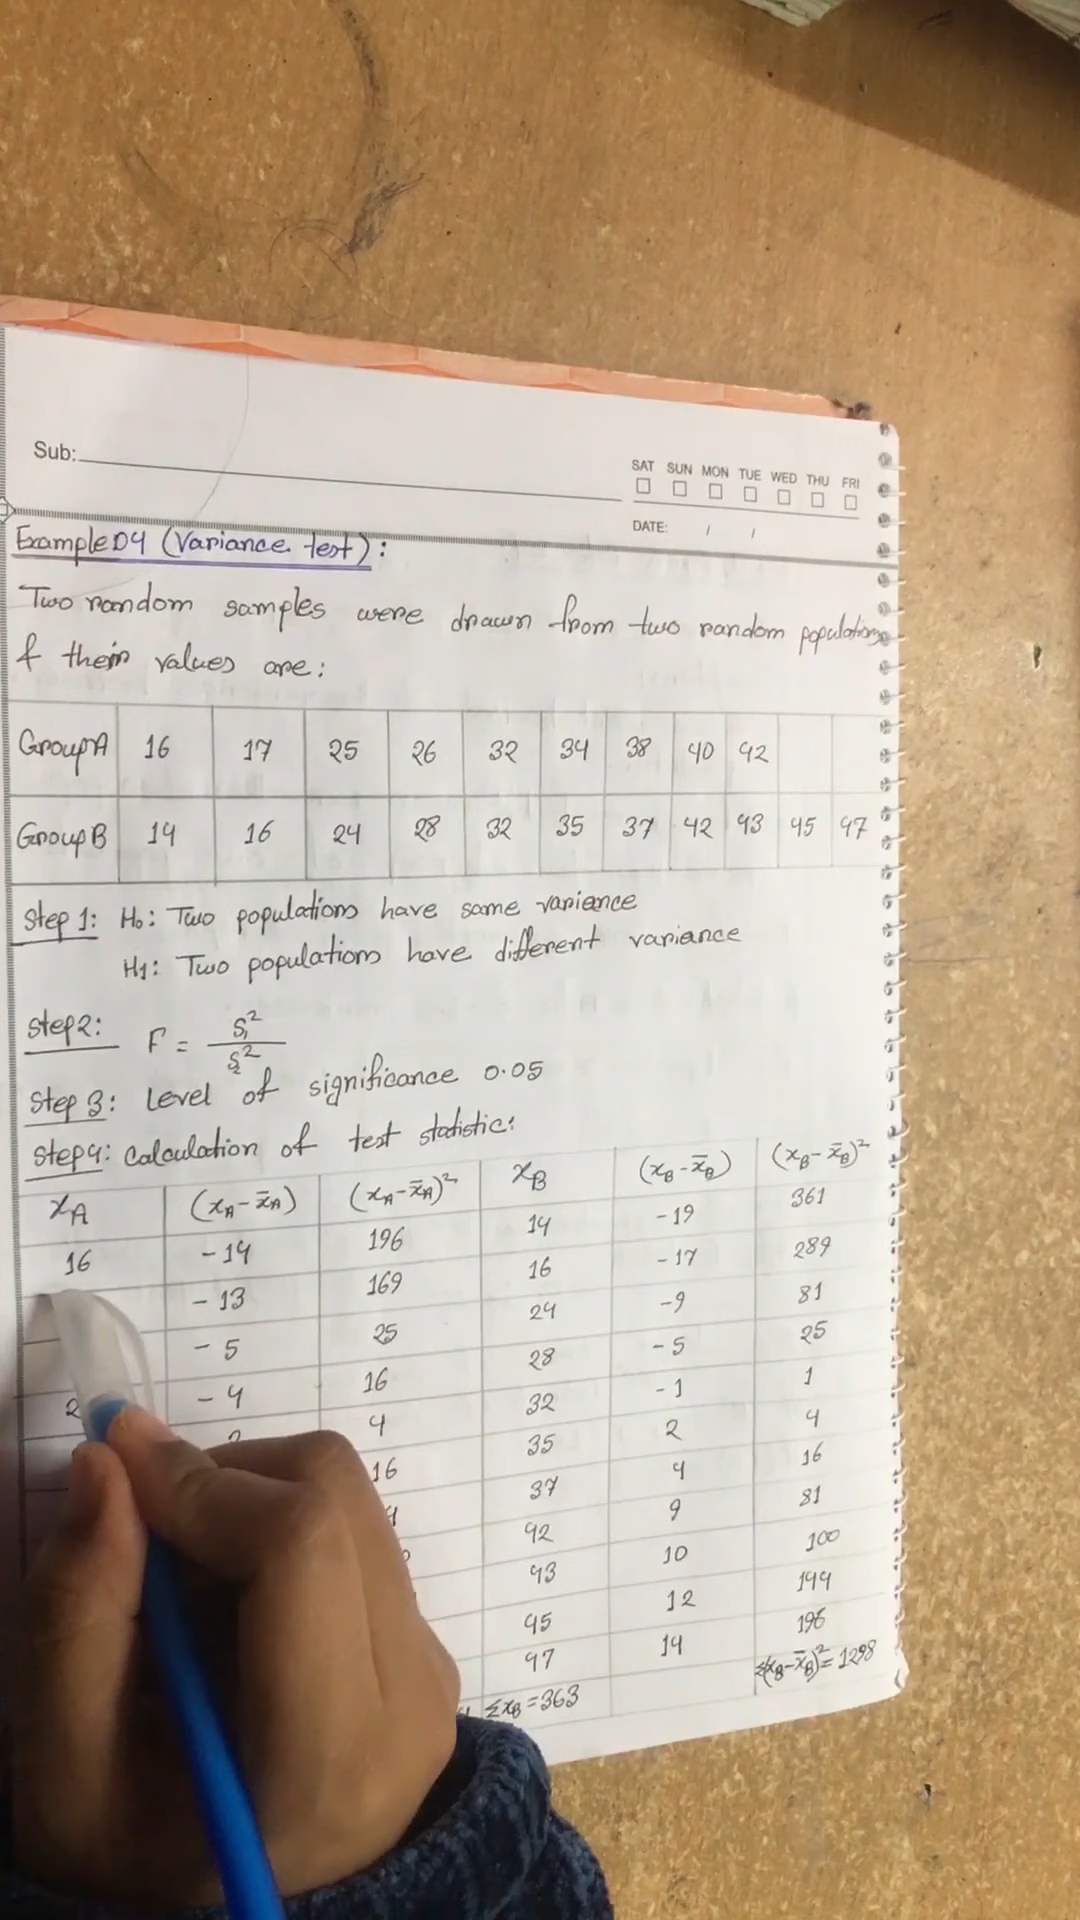 Sub:
SAT SUN MON TUE WED THU FRI
DATE: / /
Example 04 (Variance test):
Two random samples were drawn from two random populations
& their values are:
Group A 16 17 25 26 32 34 38 40 42
Group B 14 16 24 28 32 35 37 42 43 45 47
Step 1: H₀: Two populations have same varience
H₁: Two populations have different variance
Step 2: F = S₁²/S₂²
Step 3: Level of significance 0.05
Step 4: Calculation of test statistic:
x_A (x_A - x̄_A) (x_A - x̄_A)² x_B (x_B - x̄_B) (x_B - x̄_B)²
16 -14 196 14 -19 361
-13 169 16 -17 289
-5 25 24 -9 81
-4 16 28 -5 25
4 32 -1 1
16 35 2 4
37 4 16
42 9 81
43 10 100
45 12 144
47 14 196
Σx_B = 363 Σ(x_B - x̄_B)² = 1298